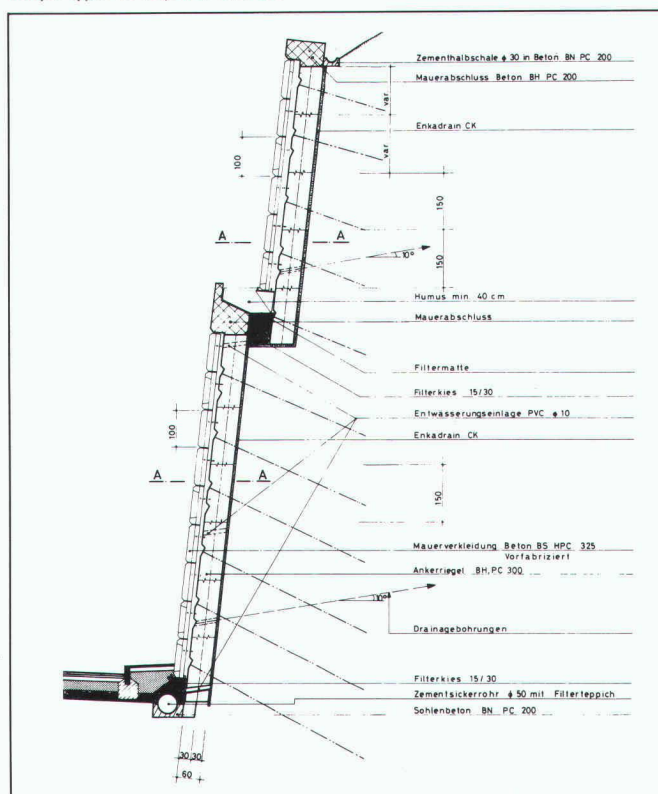 Zementhalbschale ϕ 30 in Beton BN PC 200
Mauerabschluss Beton BH PC 200
var
Enkadrain CK
var
100
150
A
A
10°
150
Humus min 40 cm
Mauerabschluss
Filtermatte
Filterkies 15/30
Entwässerungseinlage PVC ϕ 10
100
Enkadrain CK
A
A
150
Mauerverkleidung Beton BS HPC 325
Vorfabriziert
Ankerriegel BH, PC 300
10°
Drainagebohrungen
Filterkies 15/30
Zementsickerrohr ϕ 50 mit Filterteppich
Sohlenbeton BN PC 200
30 30
60